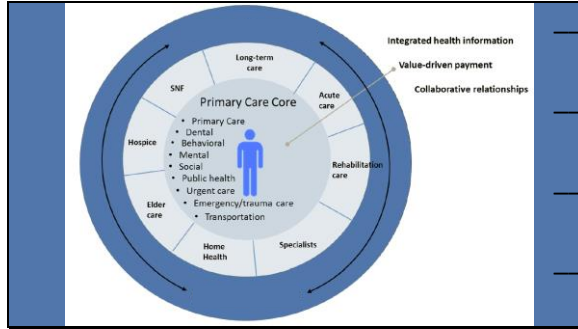 Integrated health information
Value-driven payment
Collaborative relationships
Long-term
care
SNF
Acute
care
Hospice
Rehabilitation
care
Elder
care
Home
Health
Specialists
Primary Care Core
• Primary Care
• Dental
• Behavioral
• Mental
• Social
• Public health
• Urgent care
• Emergency/trauma care
• Transportation